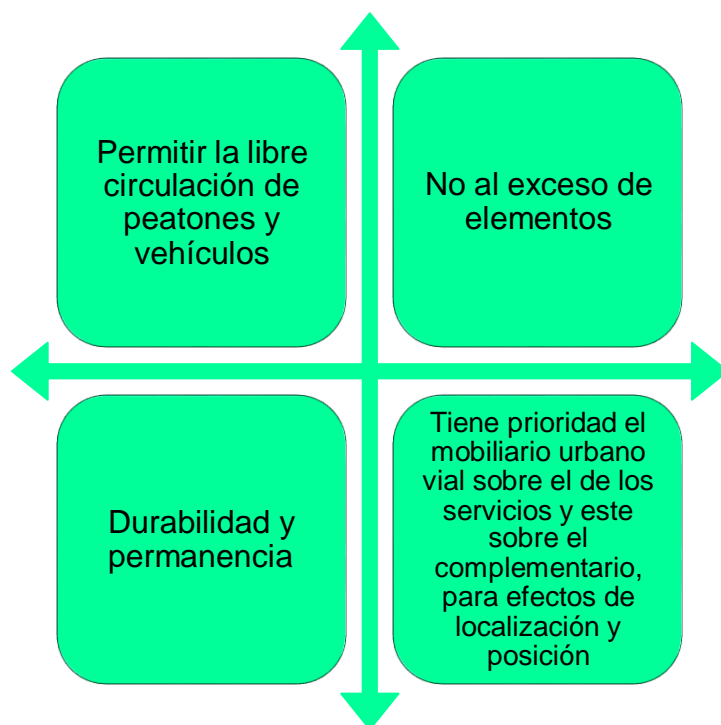 Permitir la libre
circulación de
peatones y
vehículos
No al exceso de
elementos
Durabilidad y
permanencia
Tiene prioridad el
mobiliario urbano
vial sobre el de los
servicios y este
sobre el
complementario,
para efectos de
localización y
posición